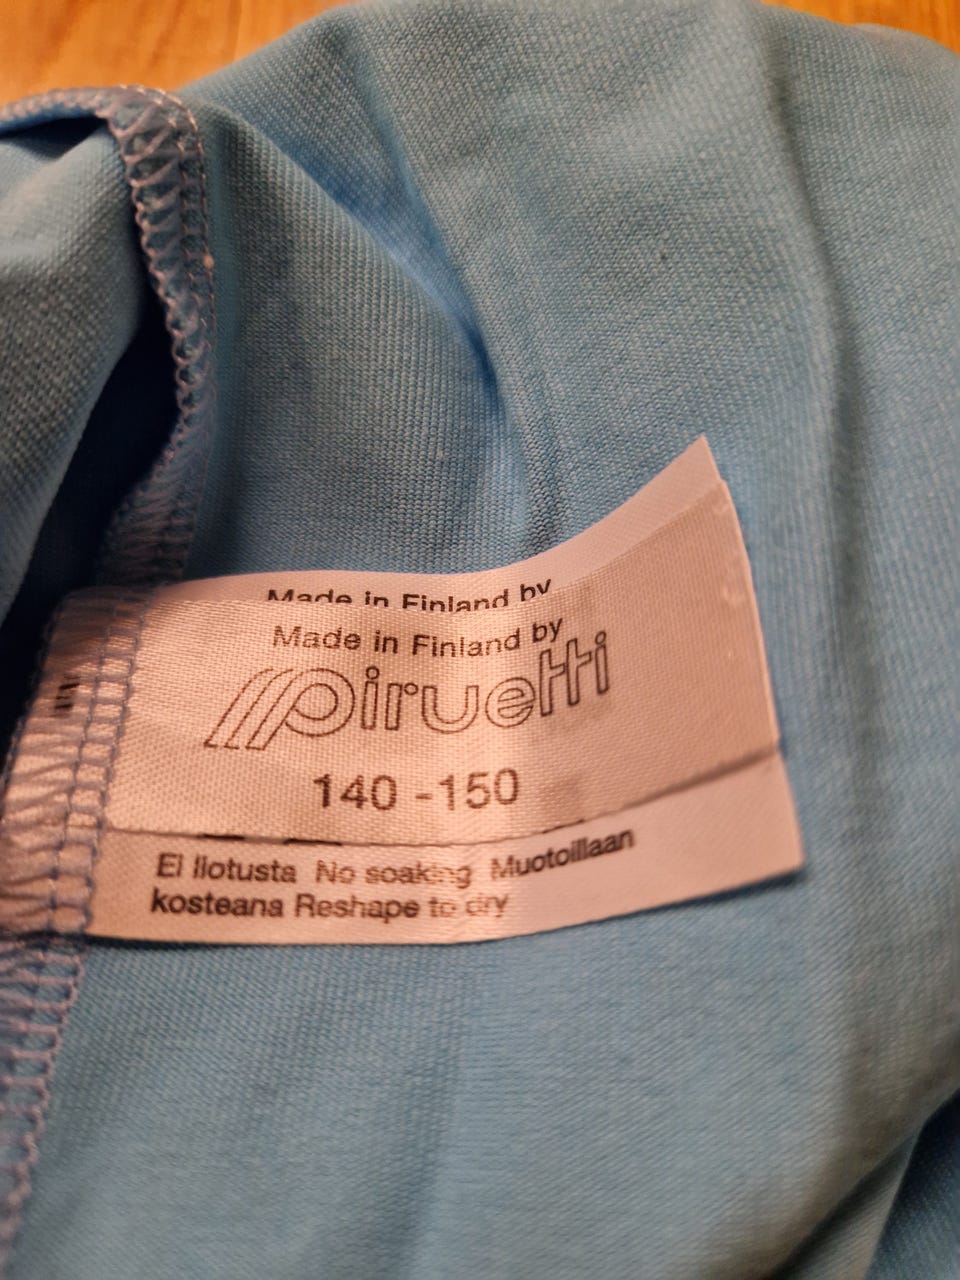 Made in Finland by
Made in Finland by
Piruetti
140 - 150
Ei liotusta No soaking Muotoillaan
kosteana Reshape to dry